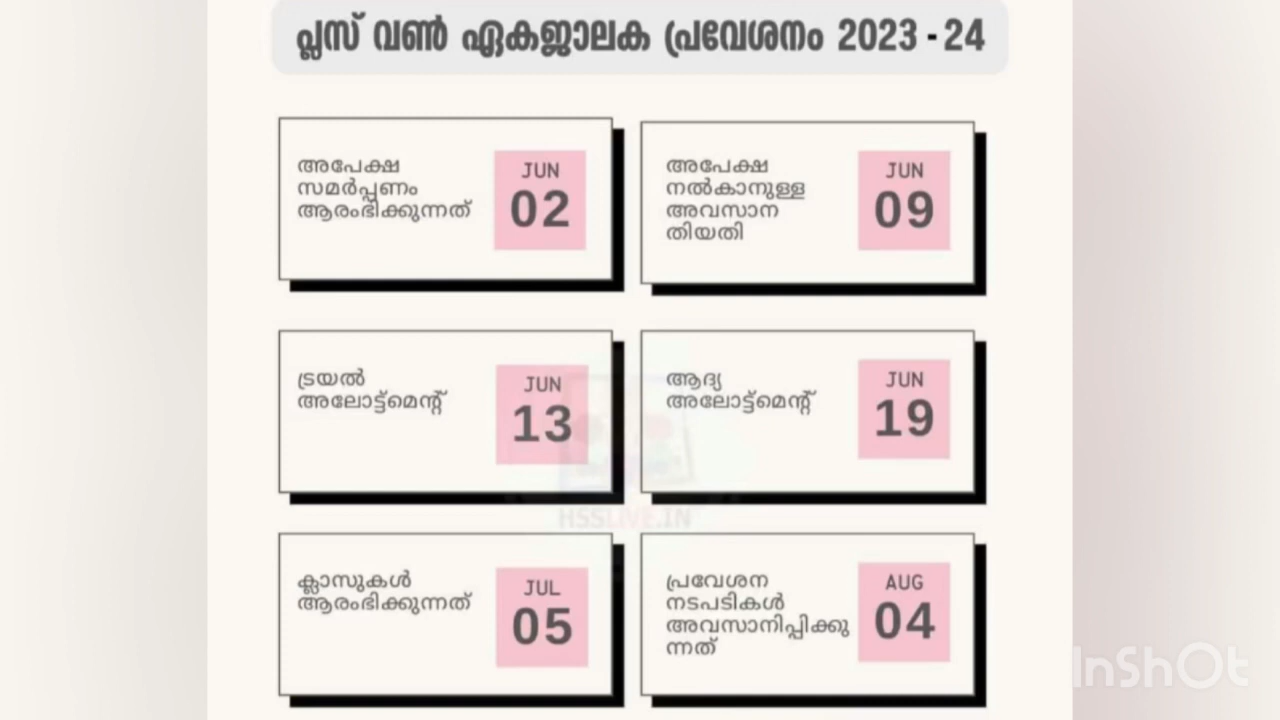 പ്ലസ് വൺ ഏകജാലക പ്രവേശനം 2023 - 24
അപേക്ഷ
സമർപ്പണം
ആരംഭിക്കുന്നത്
JUN
02
അപേക്ഷ
നൽകാനുള്ള
അവസാന
തിയതി
JUN
09
ട്രയൽ
അലോട്ട്മെന്റ്
JUN
13
ആദ്യ
അലോട്ട്മെന്റ്
JUN
19
HSSLIVE.IN
ക്ലാസുകൾ
ആരംഭിക്കുന്നത്
JUL
05
പ്രവേശന
നടപടികൾ
അവസാനിപ്പിക്കു
ന്നത്
AUG
04
InShOt